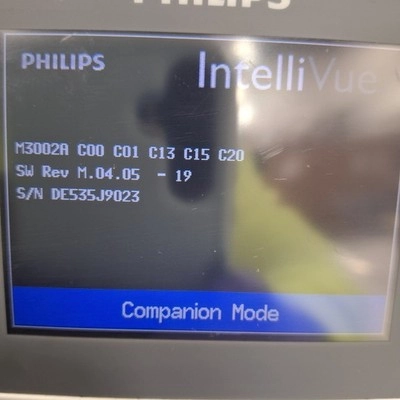 PHILIPS
PHILIPS
IntelliVue
M3002A C00 C01 C13 C15 C20
SW Rev M.04.05 - 19
S/N DE535J9023
Companion Mode